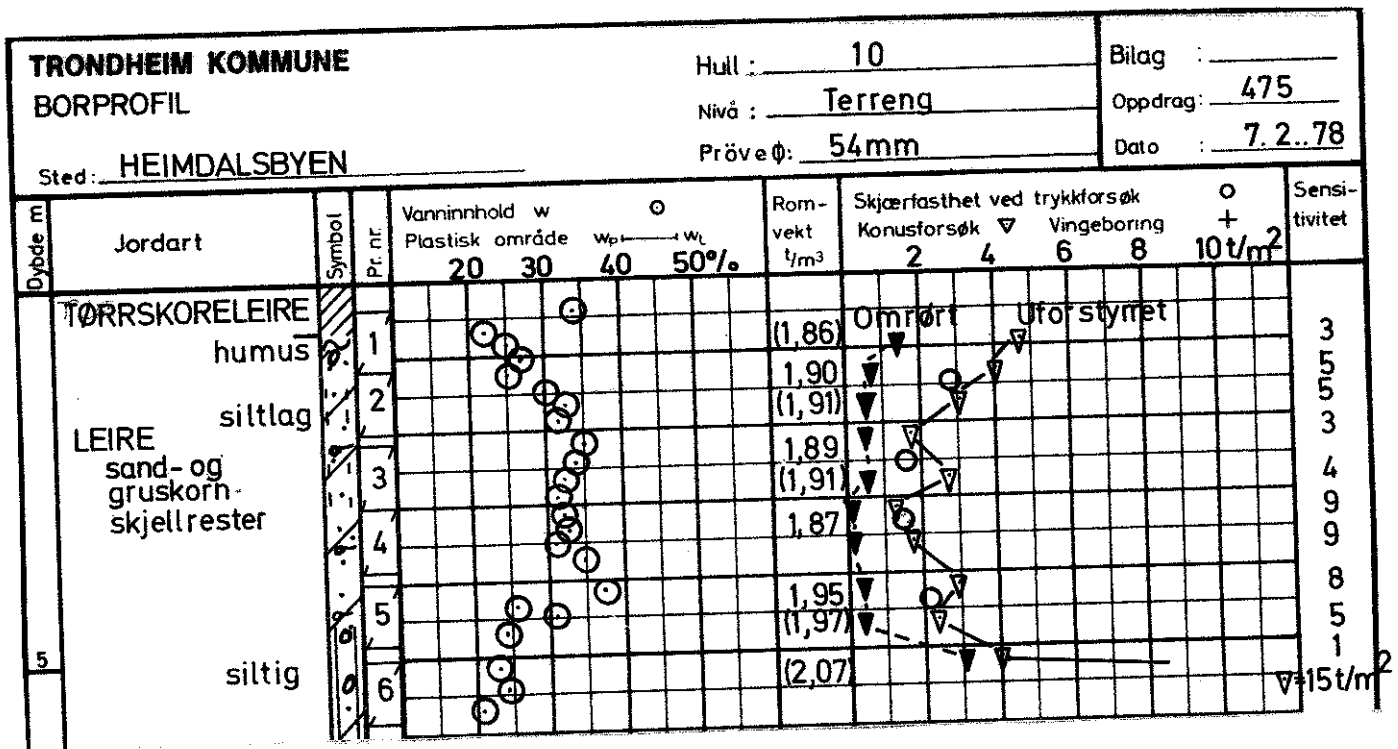 TRONDHEIM KOMMUNE
BORPROFIL
Sted: HEIMDALSBYEN
Hull : 10
Nivå : Terreng
Pröve ф: 54mm
Bilag :
Oppdrag: 475
Dato : 7. 2..78
Dybde m
Jordart
Symbol
Pr. nr.
Vanninnhold w
Plastisk område wp wL
20 30 40 50%
Rom-
vekt
t/m³
Skjærfasthet ved trykkforsøk O
Konusforsøk ▽ Vingeboring +
2 4 6 8 10 t/m²
Sensi-
tivitet
TØRRSKORELEIRE
humus
siltlag
LEIRE
sand- og
gruskorn
skjellrester
siltig
5
1
2
3
4
5
6
(1,86)
1,90
(1,91)
1,89
(1,91)
1,87
1,95
(1,97)
(2,07)
Omrørt Uforstyrret
3
5
5
3
4
9
9
8
5
1
▽=15 t/m²